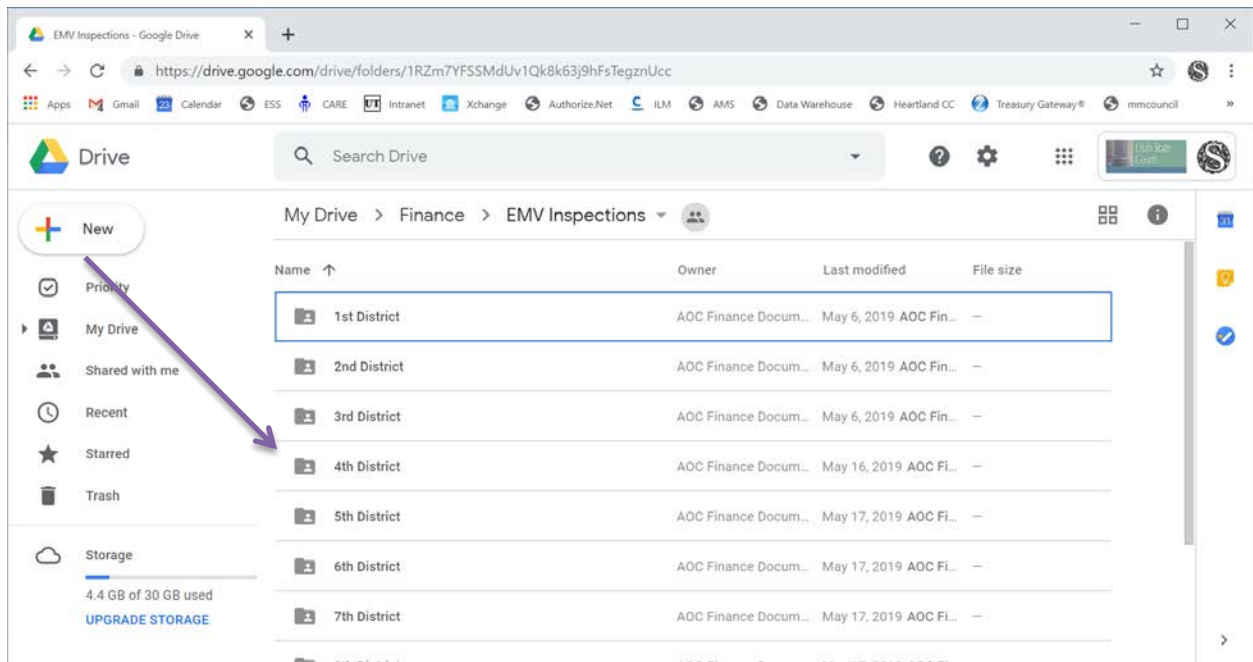 EMV Inspections - Google Drive
https://drive.google.com/drive/folders/1RZm7YFSSMdUv1Qk8k63j9hFsTegznUcc
Apps Gmail 23 Calendar ESS CARE UT Intranet Xchange Authorize.Net ILM AMS Data Warehouse Heartland CC Treasury Gateway® mmcouncil »
Drive Search Drive Utah State Courts
New My Drive > Finance > EMV Inspections 31
Name Owner Last modified File size
Priority
1st District AOC Finance Docum... May 6, 2019 AOC Fin... —
My Drive
2nd District AOC Finance Docum... May 6, 2019 AOC Fin... —
Shared with me
Recent 3rd District AOC Finance Docum... May 6, 2019 AOC Fin... —
Starred 4th District AOC Finance Docum... May 16, 2019 AOC Fi... —
Trash
5th District AOC Finance Docum... May 17, 2019 AOC Fi... —
Storage
6th District AOC Finance Docum... May 17, 2019 AOC Fi... —
4.4 GB of 30 GB used
UPGRADE STORAGE 7th District AOC Finance Docum... May 17, 2019 AOC Fi... —